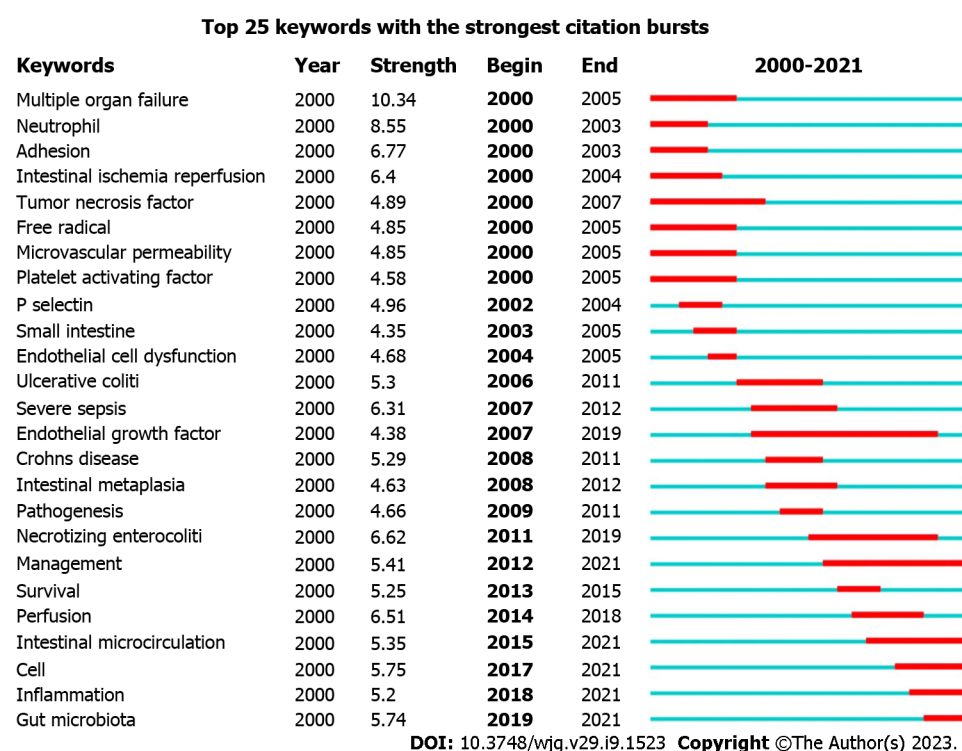 Top 25 keywords with the strongest citation bursts
Keywords Year Strength Begin End 2000-2021
Multiple organ failure 2000 10.34 2000 2005
Neutrophil 2000 8.55 2000 2003
Adhesion 2000 6.77 2000 2003
Intestinal ischemia reperfusion 2000 6.4 2000 2004
Tumor necrosis factor 2000 4.89 2000 2007
Free radical 2000 4.85 2000 2005
Microvascular permeability 2000 4.85 2000 2005
Platelet activating factor 2000 4.58 2000 2005
P selectin 2000 4.96 2002 2004
Small intestine 2000 4.35 2003 2005
Endothelial cell dysfunction 2000 4.68 2004 2005
Ulcerative coliti 2000 5.3 2006 2011
Severe sepsis 2000 6.31 2007 2012
Endothelial growth factor 2000 4.38 2007 2019
Crohns disease 2000 5.29 2008 2011
Intestinal metaplasia 2000 4.63 2008 2012
Pathogenesis 2000 4.66 2009 2011
Necrotizing enterocoliti 2000 6.62 2011 2019
Management 2000 5.41 2012 2021
Survival 2000 5.25 2013 2015
Perfusion 2000 6.51 2014 2018
Intestinal microcirculation 2000 5.35 2015 2021
Cell 2000 5.75 2017 2021
Inflammation 2000 5.2 2018 2021
Gut microbiota 2000 5.74 2019 2021
DOI: 10.3748/wjg.v29.i9.1523 Copyright ©The Author(s) 2023.